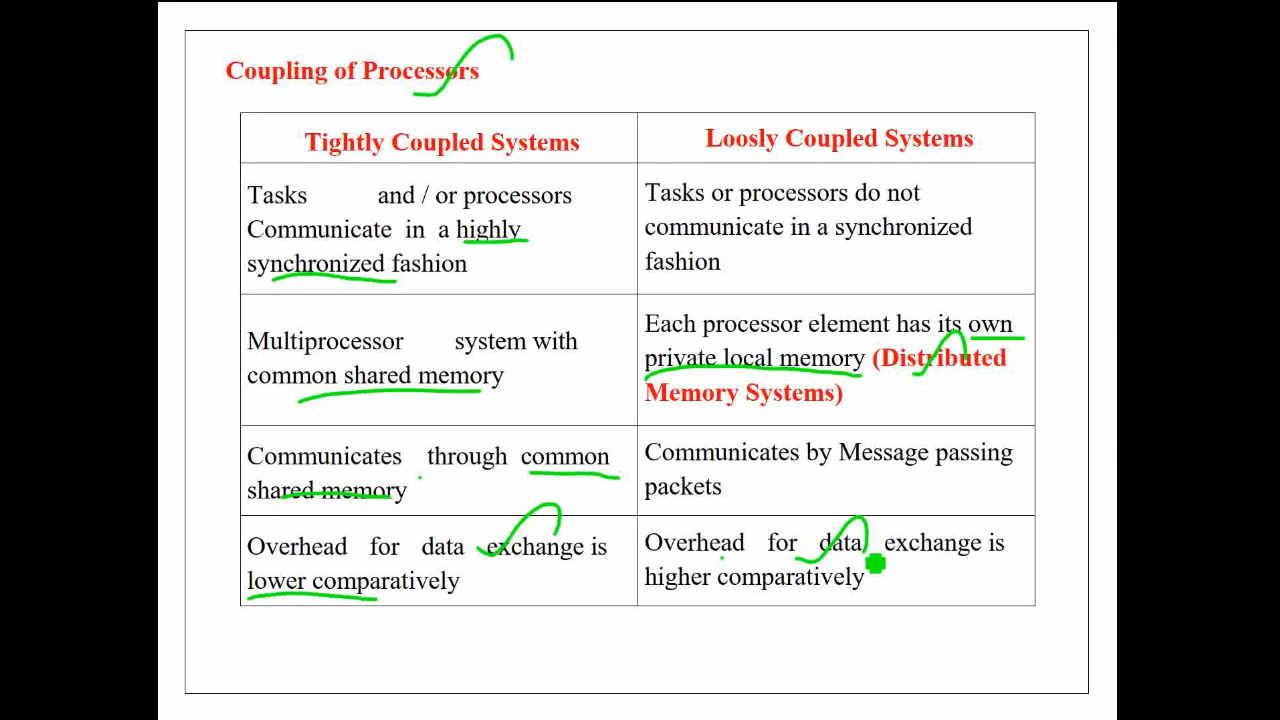 Coupling of Processors
Tightly Coupled Systems
Loosly Coupled Systems
Tasks and / or processors
Communicate in a highly
synchronized fashion
Tasks or processors do not
communicate in a synchronized
fashion
Multiprocessor system with
common shared memory
Each processor element has its own
private local memory (Distributed
Memory Systems)
Communicates through common
shared memory
Communicates by Message passing
packets
Overhead for data exchange is
lower comparatively
Overhead for data exchange is
higher comparatively